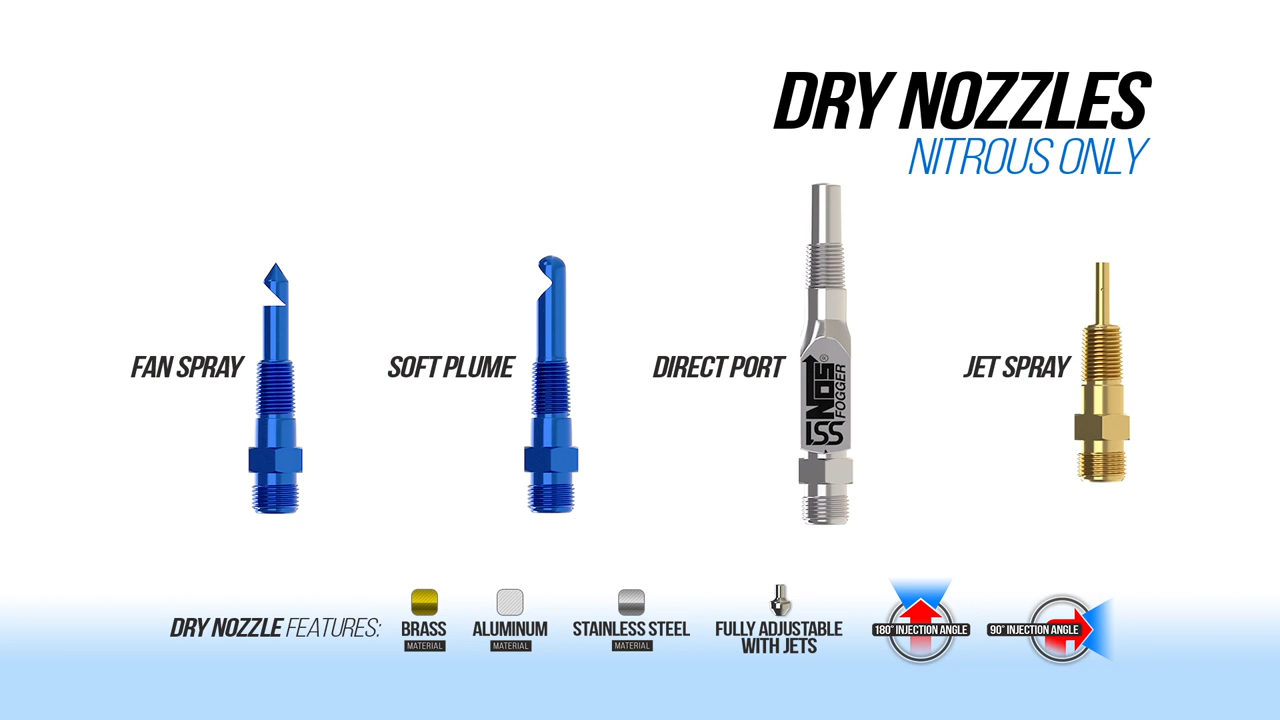 DRY NOZZLES
NITROUS ONLY
FAN SPRAY
SOFT PLUME
DIRECT PORT
NOS®
FOGGER
SS
JET SPRAY
DRY NOZZLE FEATURES:
BRASS
MATERIAL
ALUMINUM
MATERIAL
STAINLESS STEEL
MATERIAL
FULLY ADJUSTABLE
WITH JETS
180° INJECTION ANGLE
90° INJECTION ANGLE